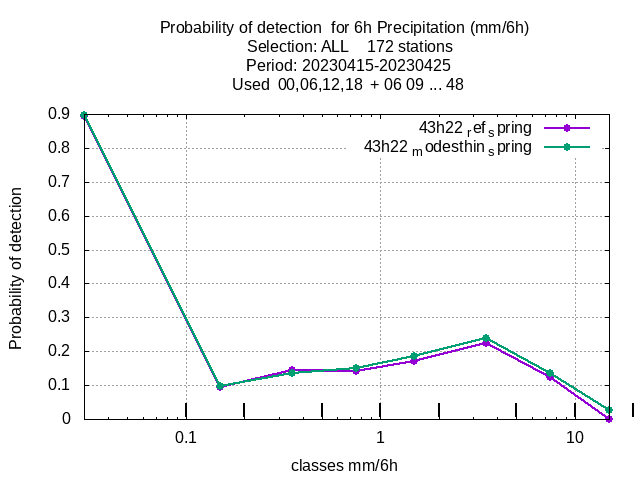 Probability of detection  for 6h Precipitation (mm/6h)
Selection: ALL    172 stations
Period: 20230415-20230425
Used  00,06,12,18  + 06 09 ... 48
43h22 ref spring
43h22 modesthin spring
Probability of detection
0.9
0.8
0.7
0.6
0.5
0.4
0.3
0.2
0.1
0
0.1 1 10
classes mm/6h